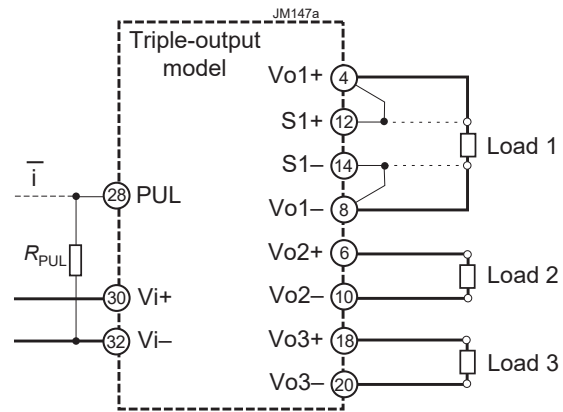 JM147a
Triple-output
model
Vo1+ 4
S1+ 12
S1– 14
Load 1
Vo1– 8
i
28 PUL
Vo2+ 6
RPUL
Load 2
30 Vi+
Vo2– 10
32 Vi–
Vo3+ 18
Load 3
Vo3– 20